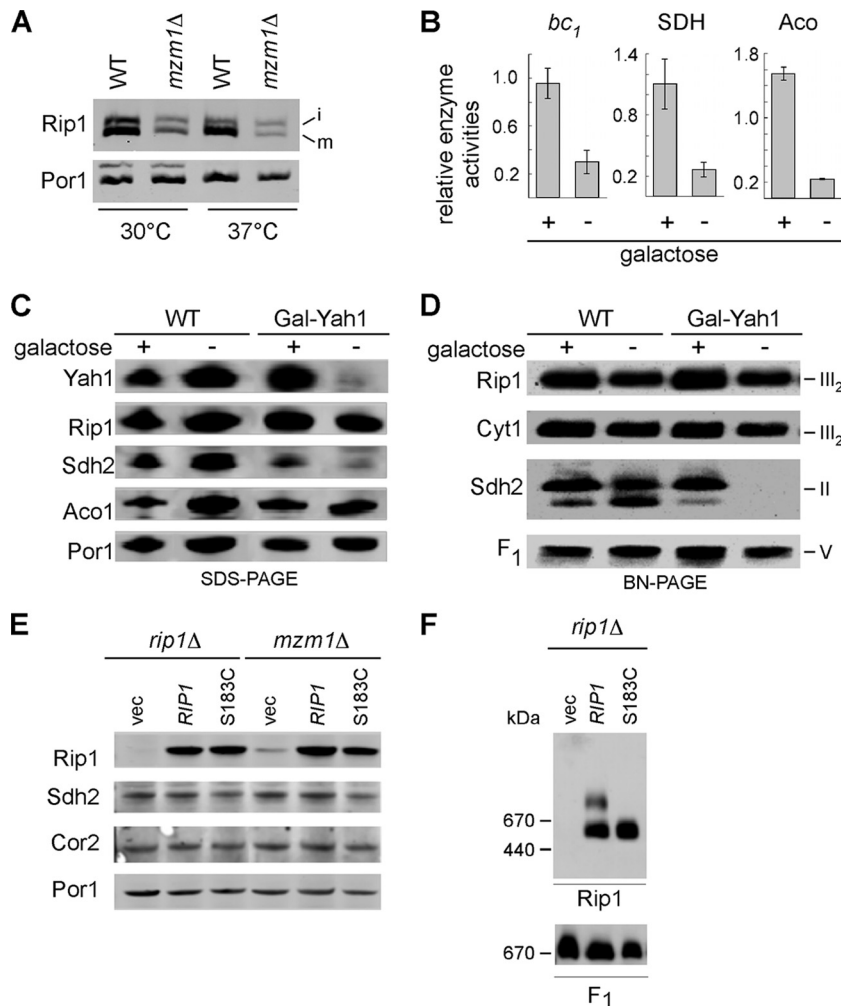 A
WT
mzm1Δ
WT
mzm1Δ
Rip1
i
m
Por1
30°C
37°C
B
bc1
SDH
Aco
relative enzyme
activities
1.0
0.6
0.2
1.4
0.8
0.2
1.8
1.2
0.2
+ - + - + -
galactose
C
WT Gal-Yah1
galactose + - + -
Yah1
Rip1
Sdh2
Aco1
Por1
SDS-PAGE
D
WT Gal-Yah1
galactose + - + -
Rip1 – III2
Cyt1 – III2
Sdh2 – II
F1 – V
BN-PAGE
E
rip1Δ mzm1Δ
vec RIP1 S183C vec RIP1 S183C
Rip1
Sdh2
Cor2
Por1
F
rip1Δ
kDa vec RIP1 S183C
670 –
440 –
Rip1
670 –
F1